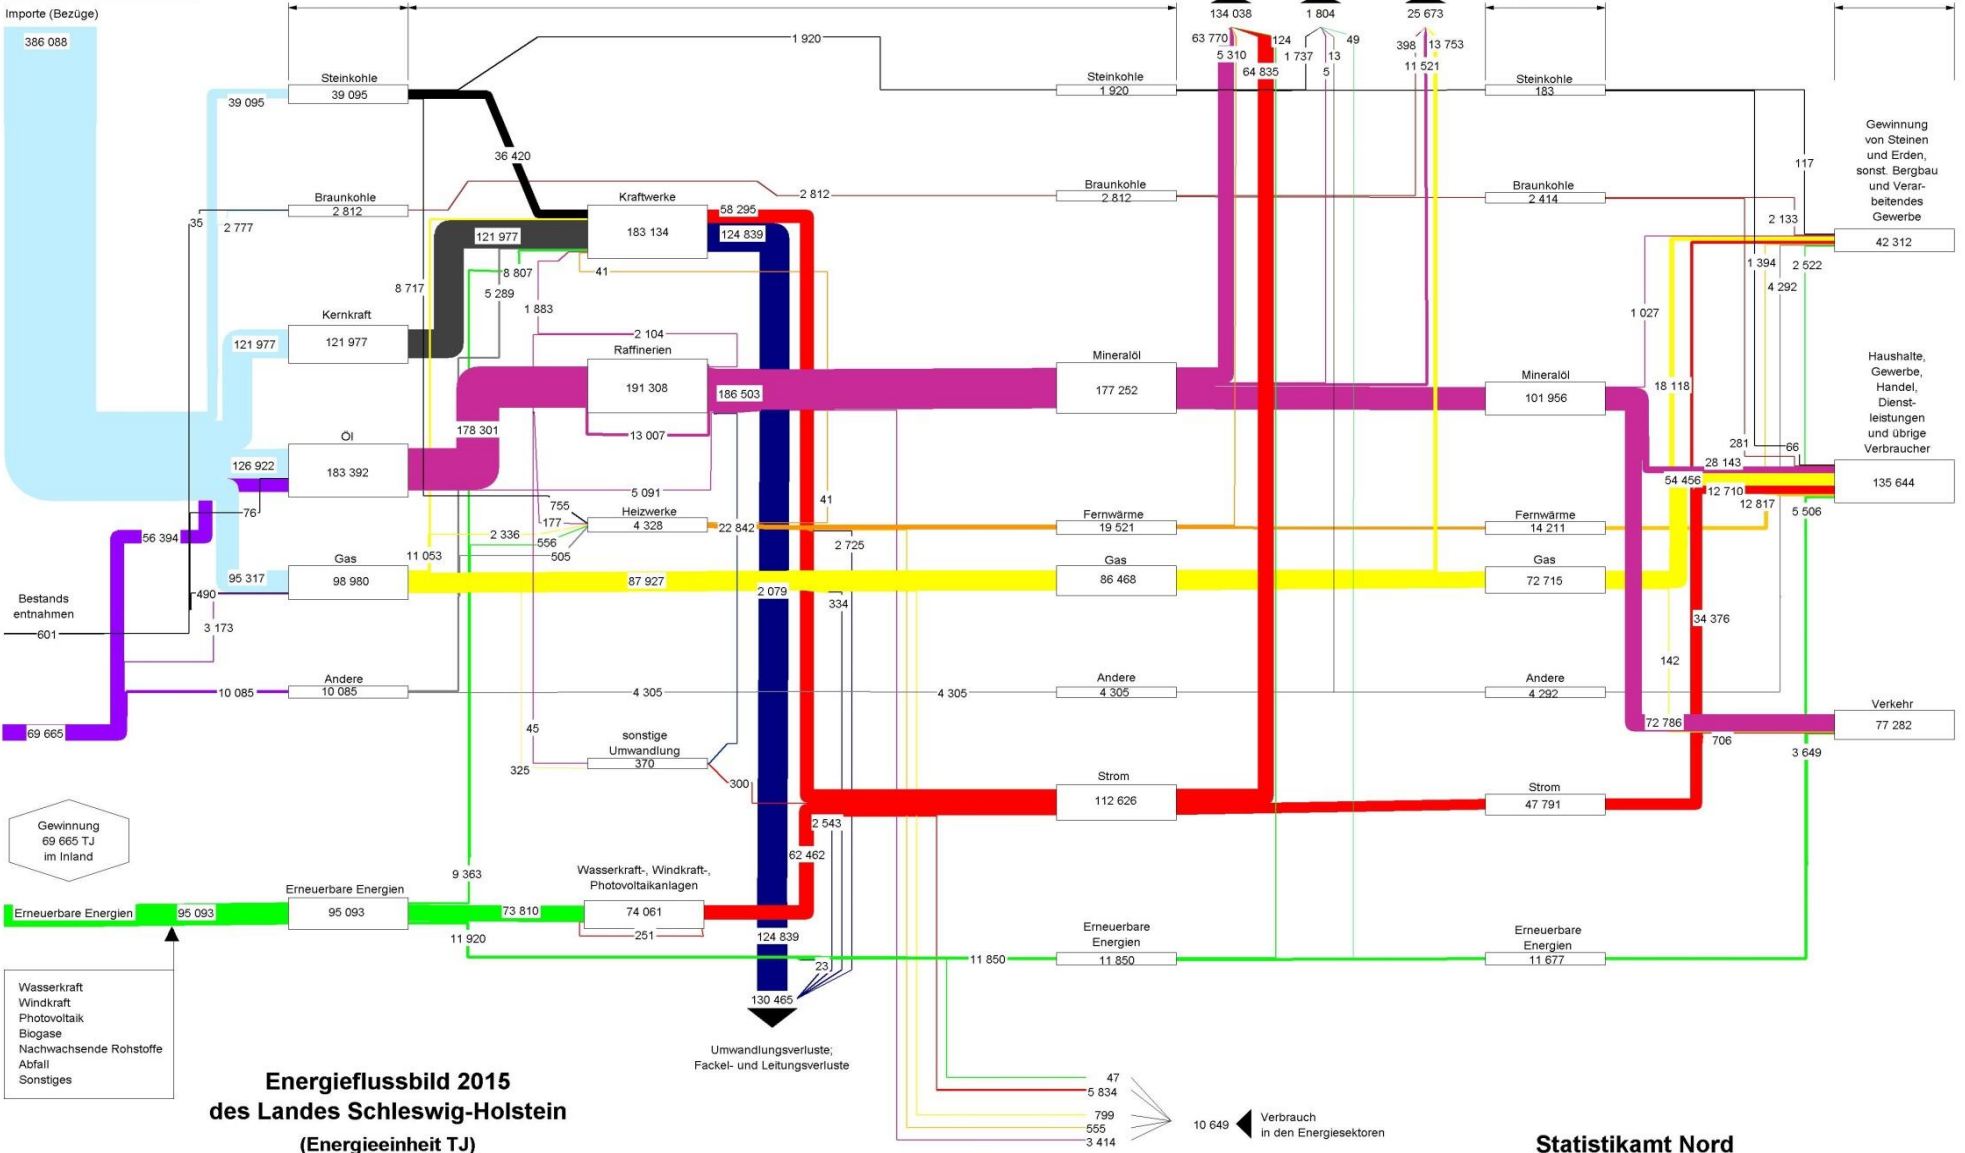 Importe (Bezüge)
386 088
39 095
Steinkohle
39 095
1 920
Steinkohle
1 920
134 038
1 804
25 673
63 770
5 310
124
64 835
1 737
13
5
49
398
13 753
11 521
Steinkohle
183
36 420
117
Gewinnung
von Steinen
und Erden,
sonst. Bergbau
und Verar-
beitendes
Gewerbe
42 312
35
2 777
Braunkohle
2 812
2 812
Braunkohle
2 812
Braunkohle
2 414
2 133
Kraftwerke
183 134
58 295
124 839
121 977
8 807
5 289
8 717
41
1 883
1 394
2 522
4 292
1 027
Kernkraft
121 977
121 977
2 104
Raffinerien
191 308
186 503
13 007
Mineralöl
177 252
Mineralöl
101 956
18 118
Haushalte,
Gewerbe,
Handel,
Dienst-
leistungen
und übrige
Verbraucher
135 644
Öl
183 392
126 922
178 301
76
56 394
5 091
281
66
28 143
54 456
12 710
12 817
5 506
755
177
Heizwerke
4 328
2 336
556
505
22 842
41
2 725
Fernwärme
19 521
Fernwärme
14 211
11 053
Gas
98 980
95 317
87 927
2 079
334
Gas
86 468
Gas
72 715
Bestands
entnahmen
601
490
3 173
34 376
142
10 085
Andere
10 085
4 305
4 305
Andere
4 305
Andere
4 292
69 665
45
325
sonstige
Umwandlung
370
300
72 786
706
3 649
Verkehr
77 282
Strom
112 626
Strom
47 791
2 543
62 462
Gewinnung
69 665 TJ
im Inland
9 363
Wasserkraft-, Windkraft-,
Photovoltaikanlagen
74 061
251
Erneuerbare Energien
95 093
Erneuerbare Energien
95 093
73 810
11 920
124 839
23
11 850
Erneuerbare
Energien
11 850
Erneuerbare
Energien
11 677
130 465
Wasserkraft
Windkraft
Photovoltaik
Biogase
Nachwachsende Rohstoffe
Abfall
Sonstiges
Umwandlungsverluste;
Fackel- und Leitungsverluste
47
5 834
799
555
3 414
10 649
Verbrauch
in den Energiesektoren
Energieflussbild 2015
des Landes Schleswig-Holstein
(Energieeinheit TJ)
Statistikamt Nord